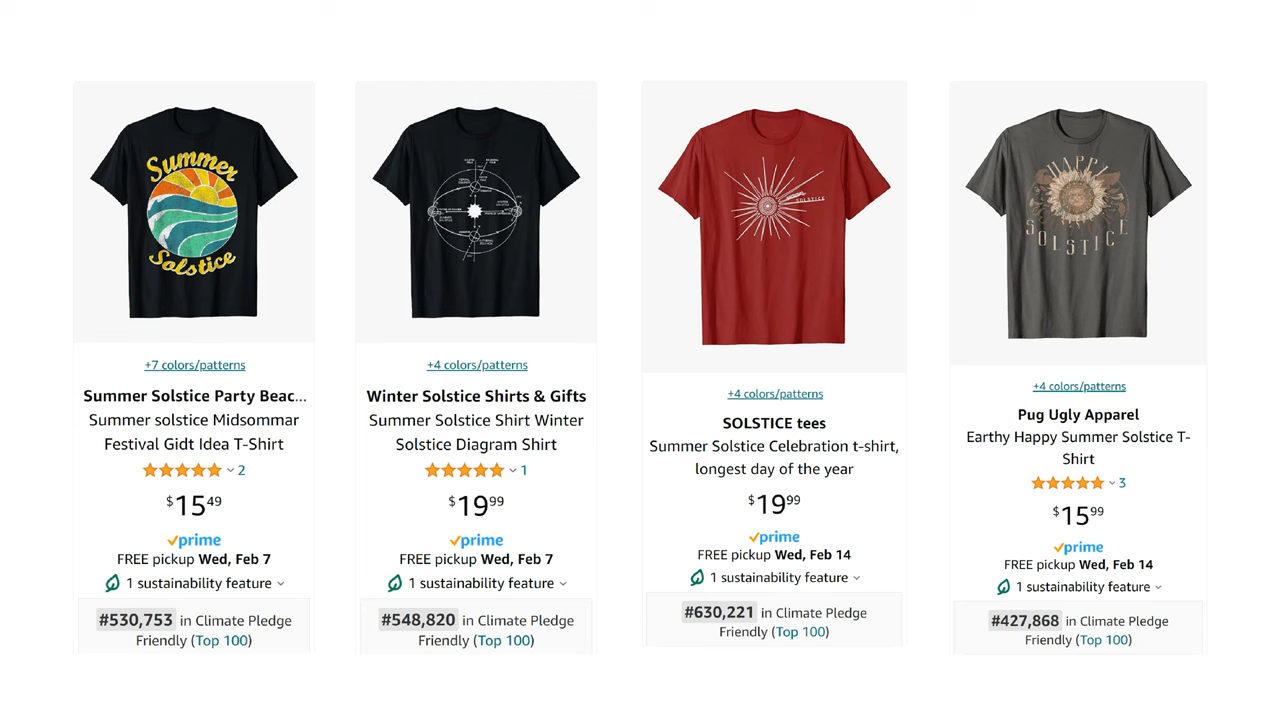 Summer
Solstice
+7 colors/patterns
Summer Solstice Party Beac...
Summer solstice Midsommar
Festival Gidt Idea T-Shirt
2
$15 49
prime
FREE pickup Wed, Feb 7
1 sustainability feature
#530,753 in Climate Pledge
Friendly (Top 100)
+4 colors/patterns
Winter Solstice Shirts & Gifts
Summer Solstice Shirt Winter
Solstice Diagram Shirt
1
$19 99
prime
FREE pickup Wed, Feb 7
1 sustainability feature
#548,820 in Climate Pledge
Friendly (Top 100)
SOLSTICE
+4 colors/patterns
SOLSTICE tees
Summer Solstice Celebration t-shirt,
longest day of the year
$19 99
prime
FREE pickup Wed, Feb 14
1 sustainability feature
#630,221 in Climate Pledge
Friendly (Top 100)
HAPPY
SOLSTICE
+4 colors/patterns
Pug Ugly Apparel
Earthy Happy Summer Solstice T-
Shirt
3
$15 99
prime
FREE pickup Wed, Feb 14
1 sustainability feature
#427,868 in Climate Pledge
Friendly (Top 100)